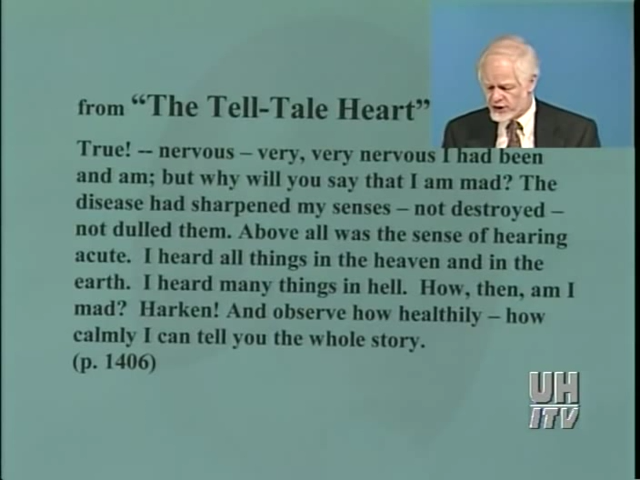 from “The Tell-Tale Heart”
True! -- nervous – very, very nervous I had been
and am; but why will you say that I am mad? The
disease had sharpened my senses – not destroyed –
not dulled them. Above all was the sense of hearing
acute.  I heard all things in the heaven and in the
earth.  I heard many things in hell.  How, then, am I
mad?  Harken! And observe how healthily – how
calmly I can tell you the whole story.
(p. 1406)
UH
ITV